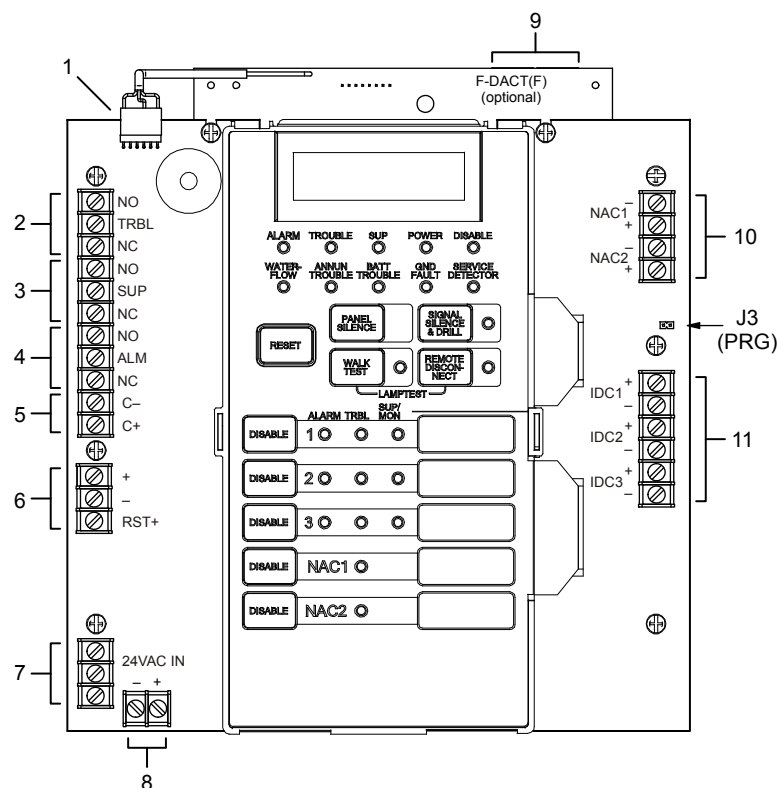 9
1
F-DACT(F)
(optional)
2
NO
TRBL
NC
3
NO
SUP
NC
4
NO
ALM
NC
5
C–
C+
6
+
–
RST+
7
24VAC IN
– +
8
ALARM TROUBLE SUP POWER DISABLE
WATER-
FLOW
ANNUN
TROUBLE
BATT
TROUBLE
GND
FAULT
SERVICE
DETECTOR
RESET
PANEL
SILENCE
SIGNAL
SILENCE
& DRILL
WALK
TEST
REMOTE
DISCON-
NECT
LAMPTEST
ALARM TRBL SUP/
MON
DISABLE 1
DISABLE 2
DISABLE 3
DISABLE NAC1
DISABLE NAC2
NAC1
–
+
NAC2
–
+
10
J3
(PRG)
IDC1
+
–
IDC2
+
–
IDC3
+
–
11